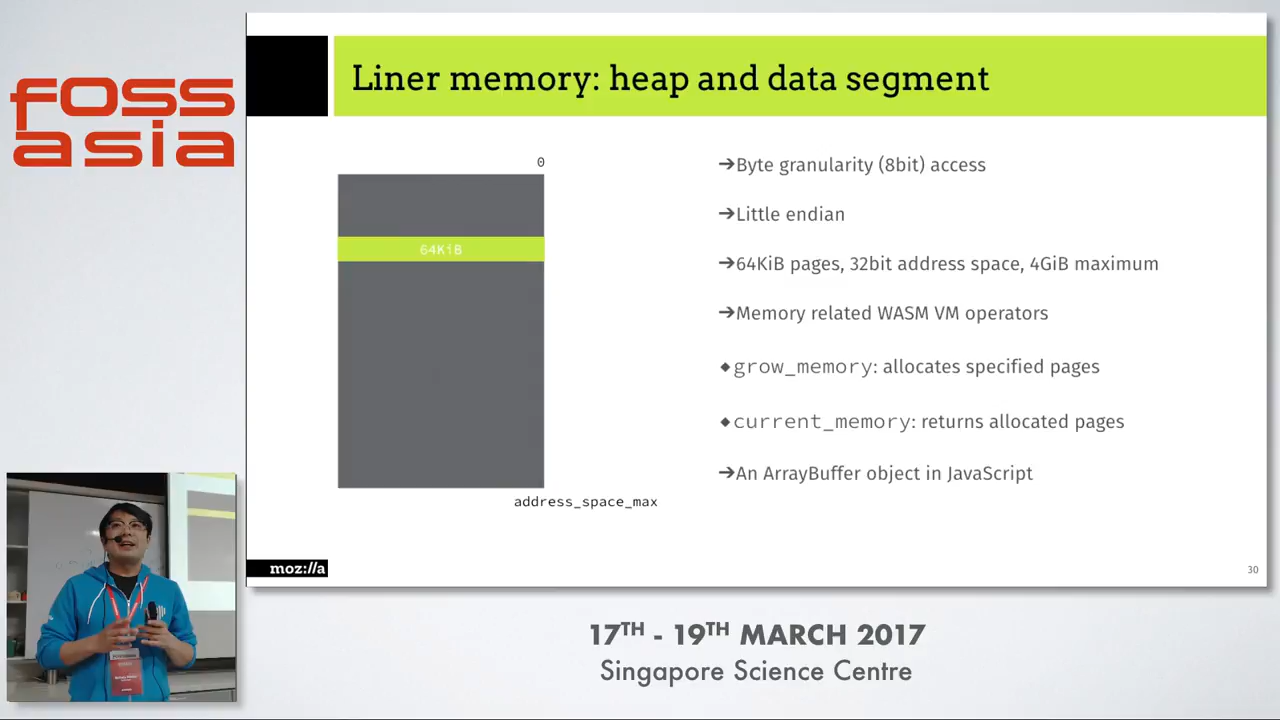 foss
asia
Liner memory: heap and data segment
0
64KiB
address_space_max
➔Byte granularity (8bit) access
➔Little endian
➔64KiB pages, 32bit address space, 4GiB maximum
➔Memory related WASM VM operators
◆grow_memory: allocates specified pages
◆current_memory: returns allocated pages
➔An ArrayBuffer object in JavaScript
moz://a
30
17TH - 19TH MARCH 2017
Singapore Science Centre